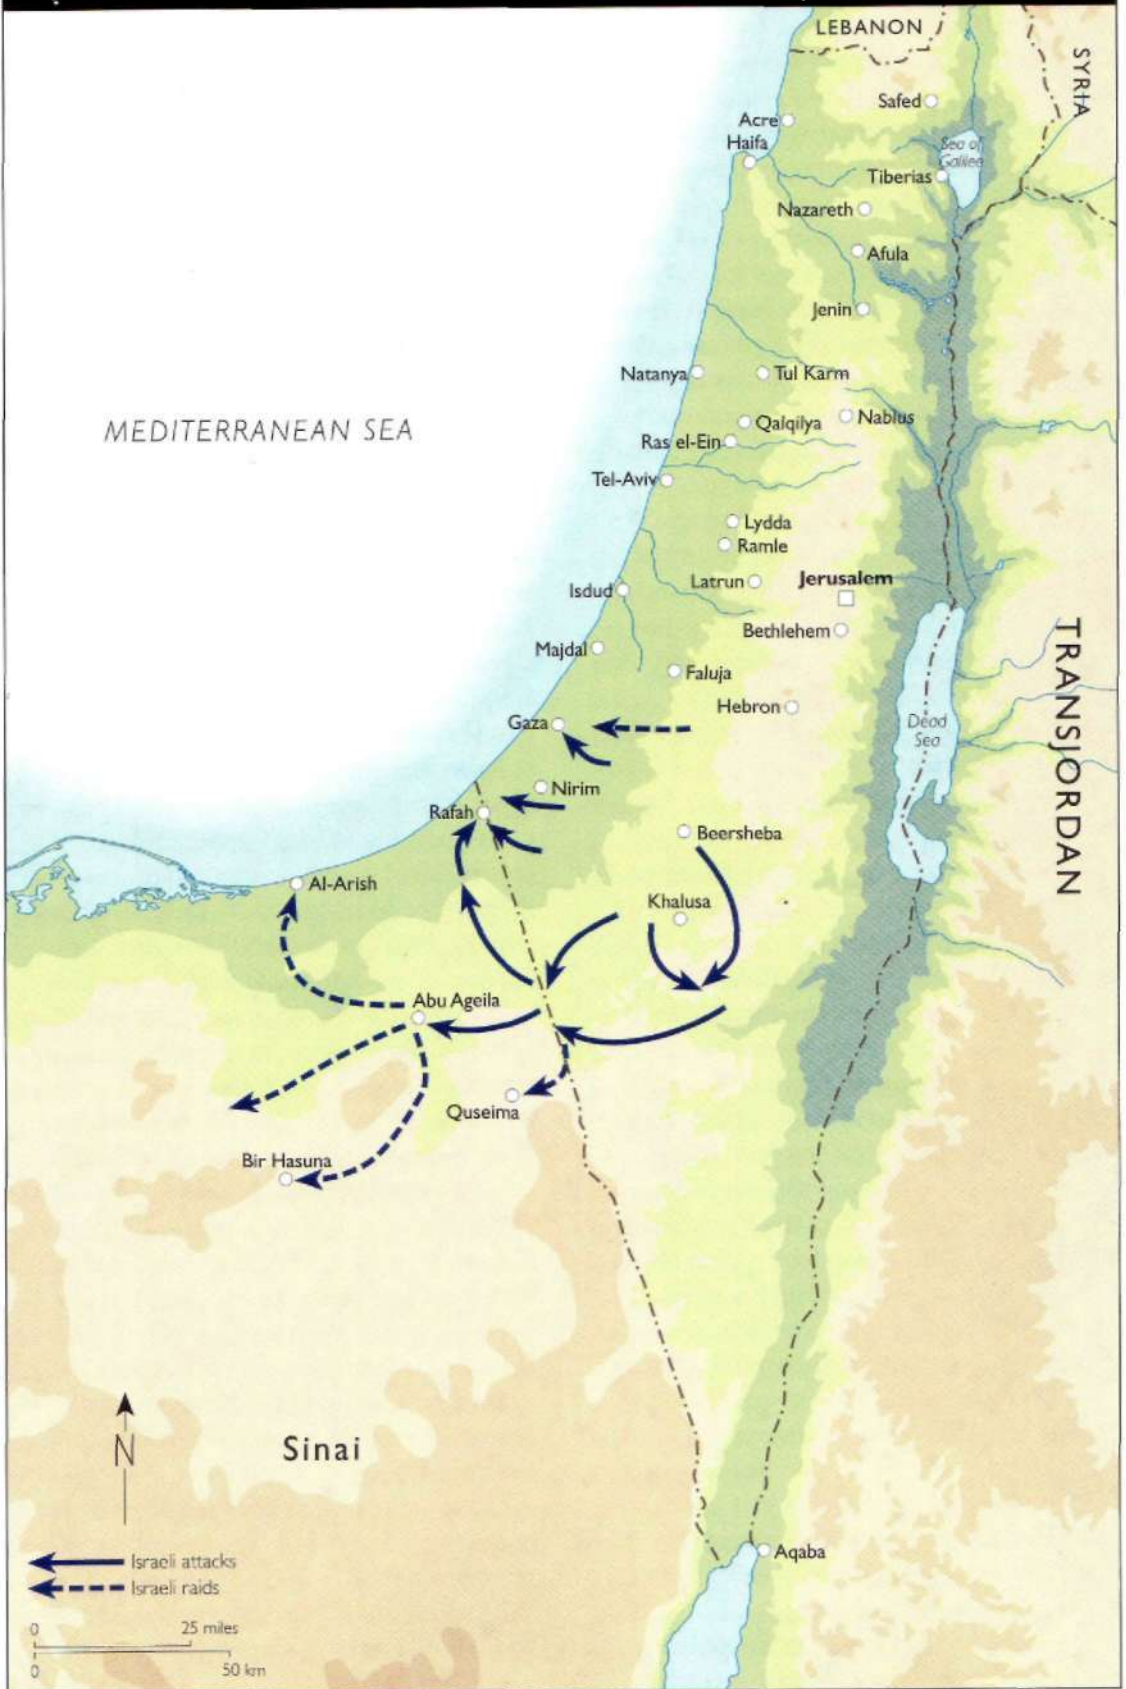 LEBANON
SYRIA
Safed
Acre
Haifa
Sea of
Galilee
Tiberias
Nazareth
Afula
Jenin
Natanya
Tul Karm
MEDITERRANEAN SEA
Qalqilya
Nablus
Ras el-Ein
Tel-Aviv
Lydda
Ramle
Latrun
Jerusalem
Isdud
Bethlehem
TRANSJORDAN
Majdal
Faluja
Hebron
Gaza
Dead
Sea
Nirim
Rafah
Beersheba
Al-Arish
Khalusa
Abu Ageila
Quseima
Bir Hasuna
N
Sinai
Aqaba
Israeli attacks
Israeli raids
0 25 miles
0 50 km